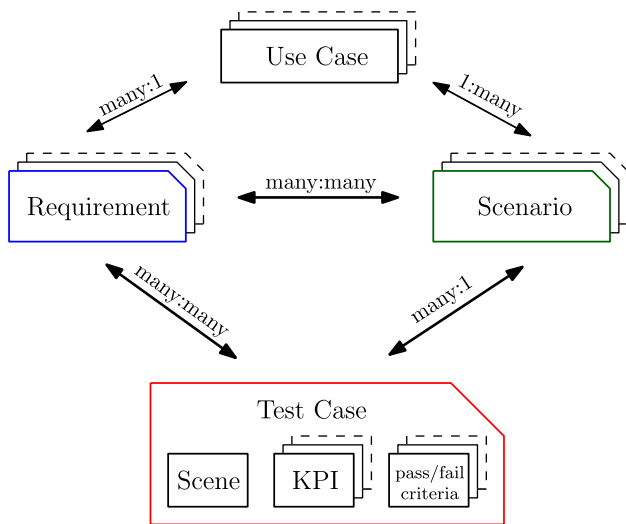 Use Case
many:1
1:many
many:many
Requirement
Scenario
many:many
many:1
Test Case
Scene
KPI
pass/fail
criteria